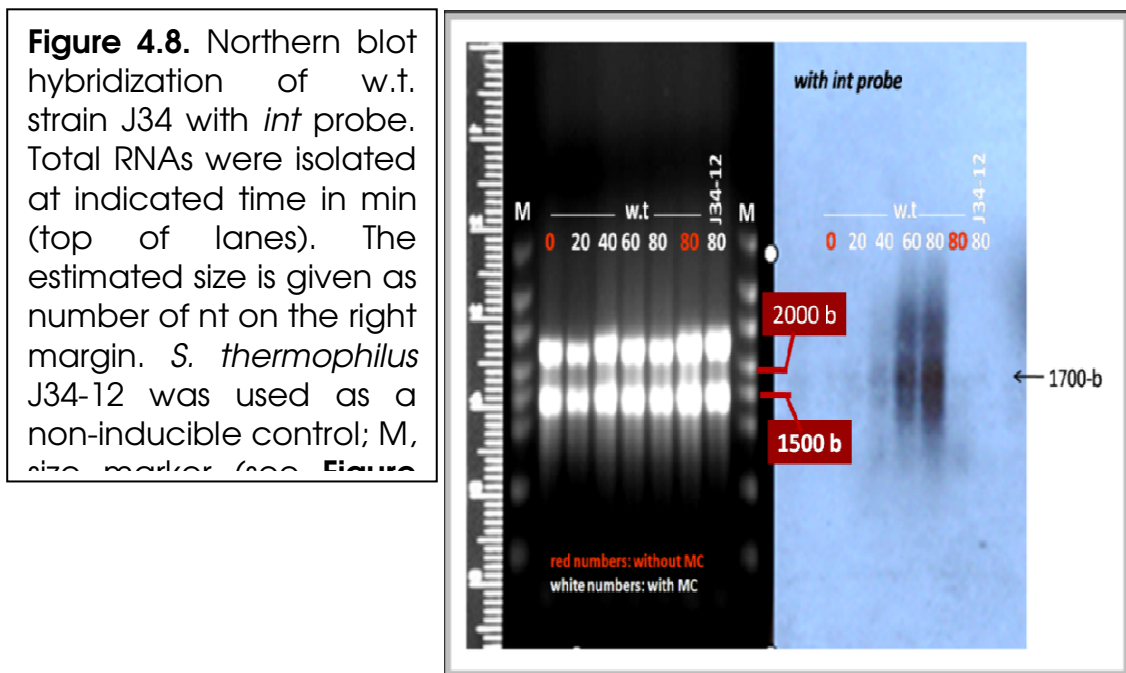 Figure 4.8. Northern blot
hybridization of w.t.
strain J34 with int probe.
Total RNAs were isolated
at indicated time in min
(top of lanes). The
estimated size is given as
number of nt on the right
margin. S. thermophilus
J34-12 was used as a
non-inducible control; M,
size marker (see Figure
with int probe
M w.t J34-12 M
0 20 40 60 80 80 80
w.t J34-12
0 20 40 60 80 80 80
2000 b
1700-b
1500 b
red numbers: without MC
white numbers: with MC